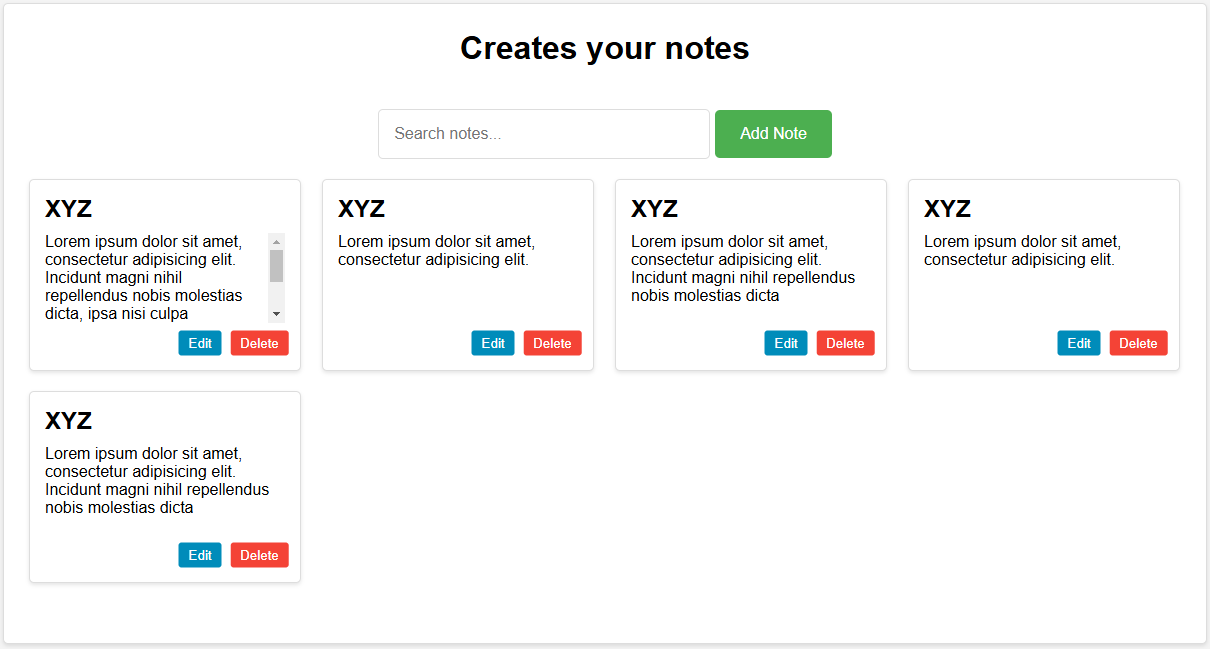 Creates your notes
Search notes...
Add Note
XYZ
Lorem ipsum dolor sit amet,
consectetur adipisicing elit.
Incidunt magni nihil
repellendus nobis molestias
dicta, ipsa nisi culpa
Edit
Delete
XYZ
Lorem ipsum dolor sit amet,
consectetur adipisicing elit.
Edit
Delete
XYZ
Lorem ipsum dolor sit amet,
consectetur adipisicing elit.
Incidunt magni nihil repellendus
nobis molestias dicta
Edit
Delete
XYZ
Lorem ipsum dolor sit amet,
consectetur adipisicing elit.
Edit
Delete
XYZ
Lorem ipsum dolor sit amet,
consectetur adipisicing elit.
Incidunt magni nihil repellendus
nobis molestias dicta
Edit
Delete